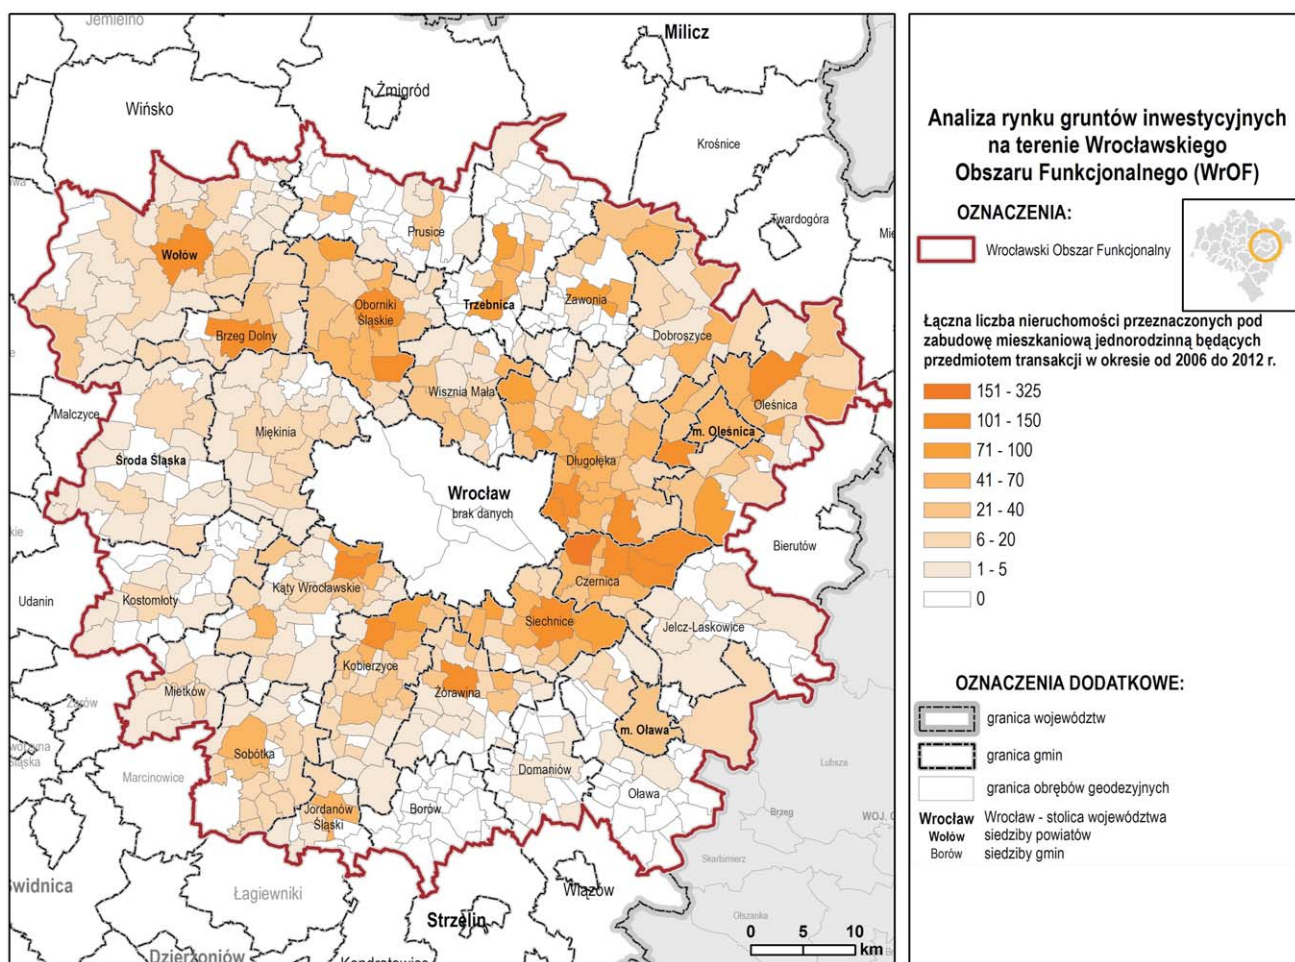 Jemielno
Milicz
Żmigród
Wińsko
Krośnice
Twardogóra
Prusice
Wołów
Trzebnica
Zawonia
Oborniki
Śląskie
Brzeg Dolny
Dobroszyce
Wisznia Mała
Oleśnica
Malczyce
Miękinia
m. Oleśnica
Środa Śląska
Długołęka
Wrocław
brak danych
Bierutów
Czernica
Kąty Wrocławskie
Udanin
Kostomłoty
Siechnice
Jelcz-Laskowice
Kobierzyce
Mietków
Żórawina
Żarów
m. Oława
Sobótka
Domaniów
Marcinowice
Oława
Lubsza
Jordanów
Śląski
Borów
Brzeg
WOJ.
Skarbimierz
Łagiewniki
Wiązów
Strzelin
Olszanka
Dzierżoniów
0 5 10
km
Analiza rynku gruntów inwestycyjnych
na terenie Wrocławskiego
Obszaru Funkcjonalnego (WrOF)
OZNACZENIA:
Wrocławski Obszar Funkcjonalny
Łączna liczba nieruchomości przeznaczonych pod
zabudowę mieszkaniową jednorodzinną będących
przedmiotem transakcji w okresie od 2006 do 2012 r.
151 - 325
101 - 150
71 - 100
41 - 70
21 - 40
6 - 20
1 - 5
0
OZNACZENIA DODATKOWE:
granica województw
granica gmin
granica obrębów geodezyjnych
Wrocław Wrocław - stolica województwa
Wołów siedziby powiatów
Borów siedziby gmin